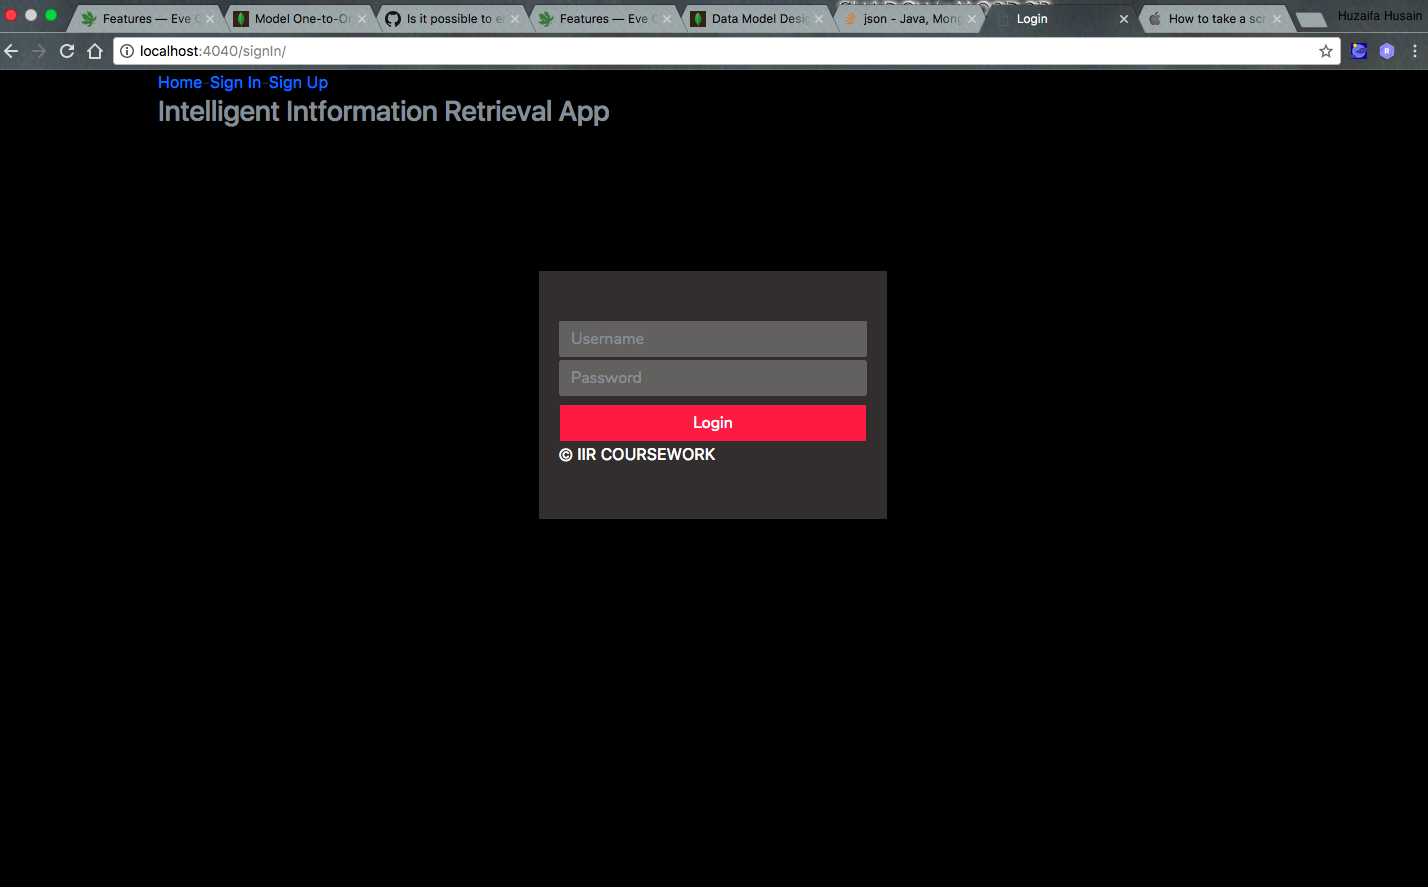 Features — Eve
Model One-to-O
Is it possible to e
Features — Eve
Data Model Desi
json - Java, Mong
Login
How to take a scr
Huzaifa Husain
localhost:4040/signIn/
Home-Sign In-Sign Up
Intelligent Intformation Retrieval App
Username
Password
Login
© IIR COURSEWORK